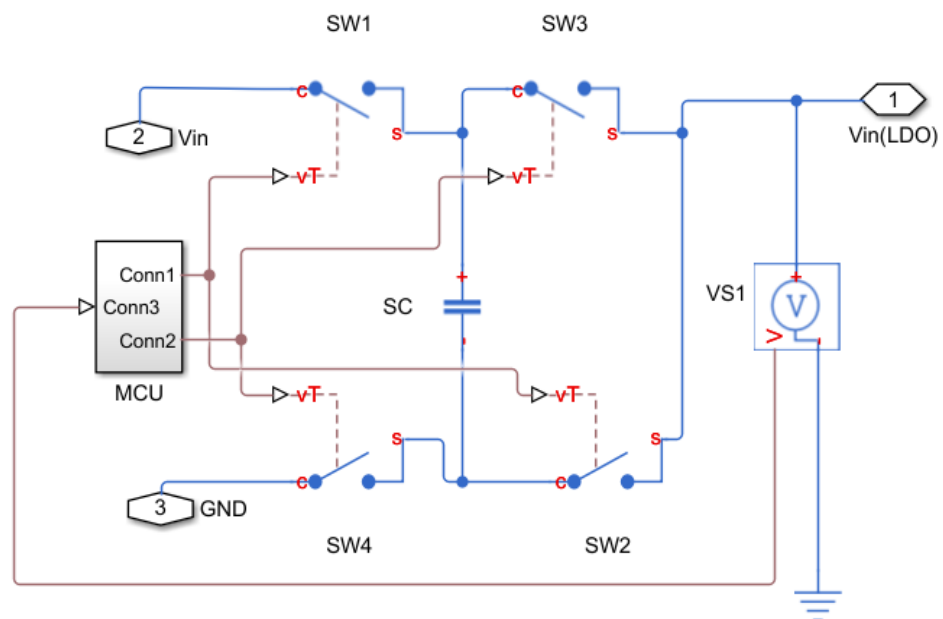 SW1
SW3
C
S
C
S
1
Vin(LDO)
2
Vin
vT
vT
Conn1
Conn3
Conn2
MCU
+
SC
-
VS1
+
V
V
-
vT
vT
S
C
S
C
3
GND
SW4
SW2